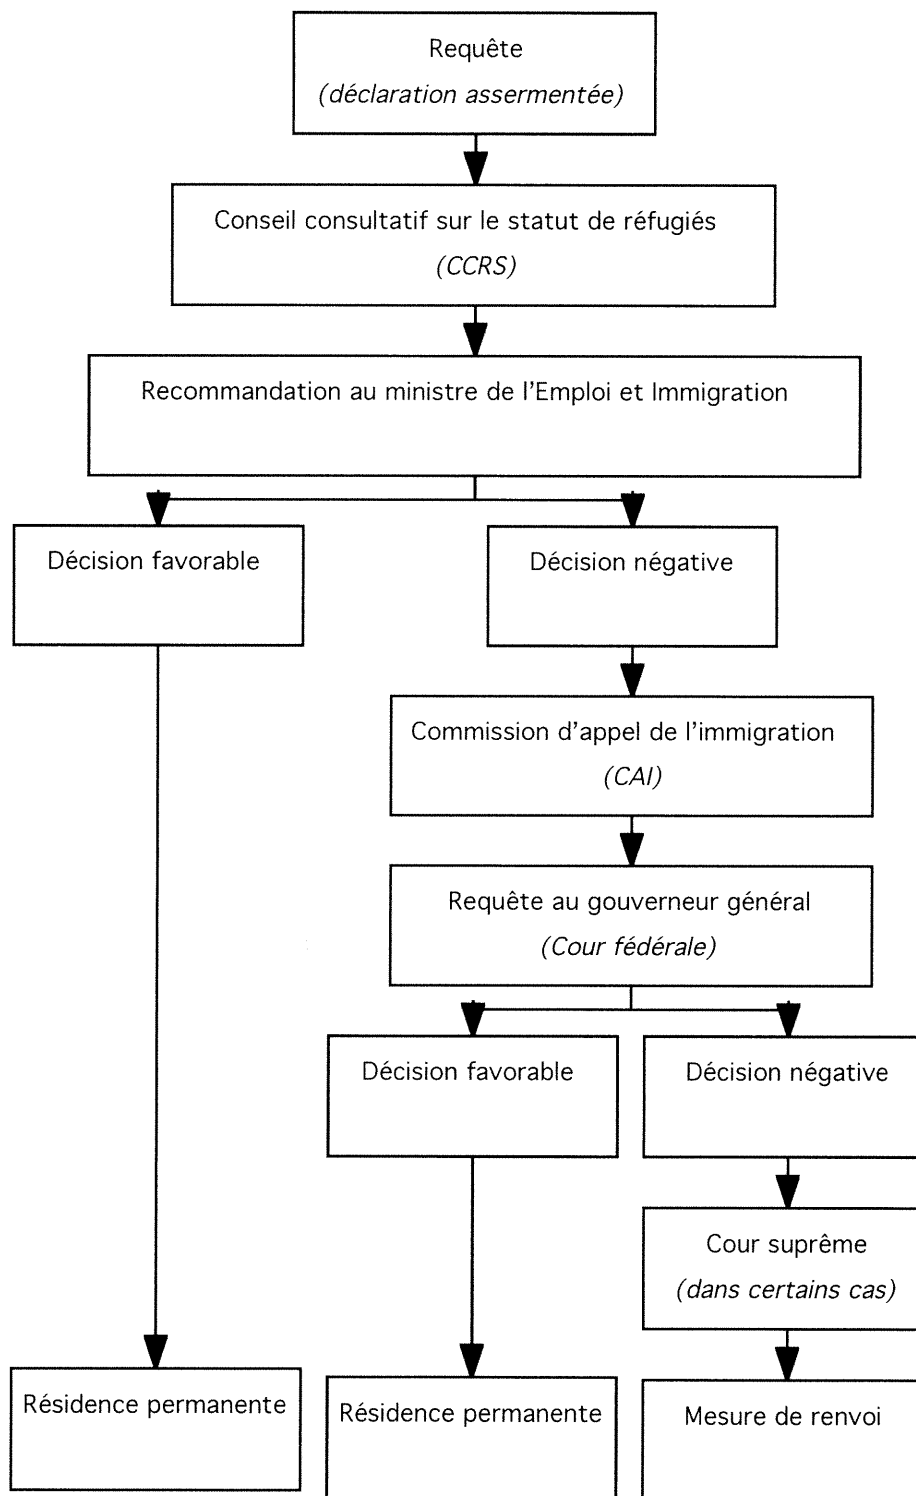 Requête
(déclaration assermentée)
Conseil consultatif sur le statut de réfugiés
(CCRS)
Recommandation au ministre de l'Emploi et Immigration
Décision favorable
Décision négative
Commission d'appel de l'immigration
(CAI)
Requête au gouverneur général
(Cour fédérale)
Décision favorable
Décision négative
Cour suprême
(dans certains cas)
Résidence permanente
Résidence permanente
Mesure de renvoi